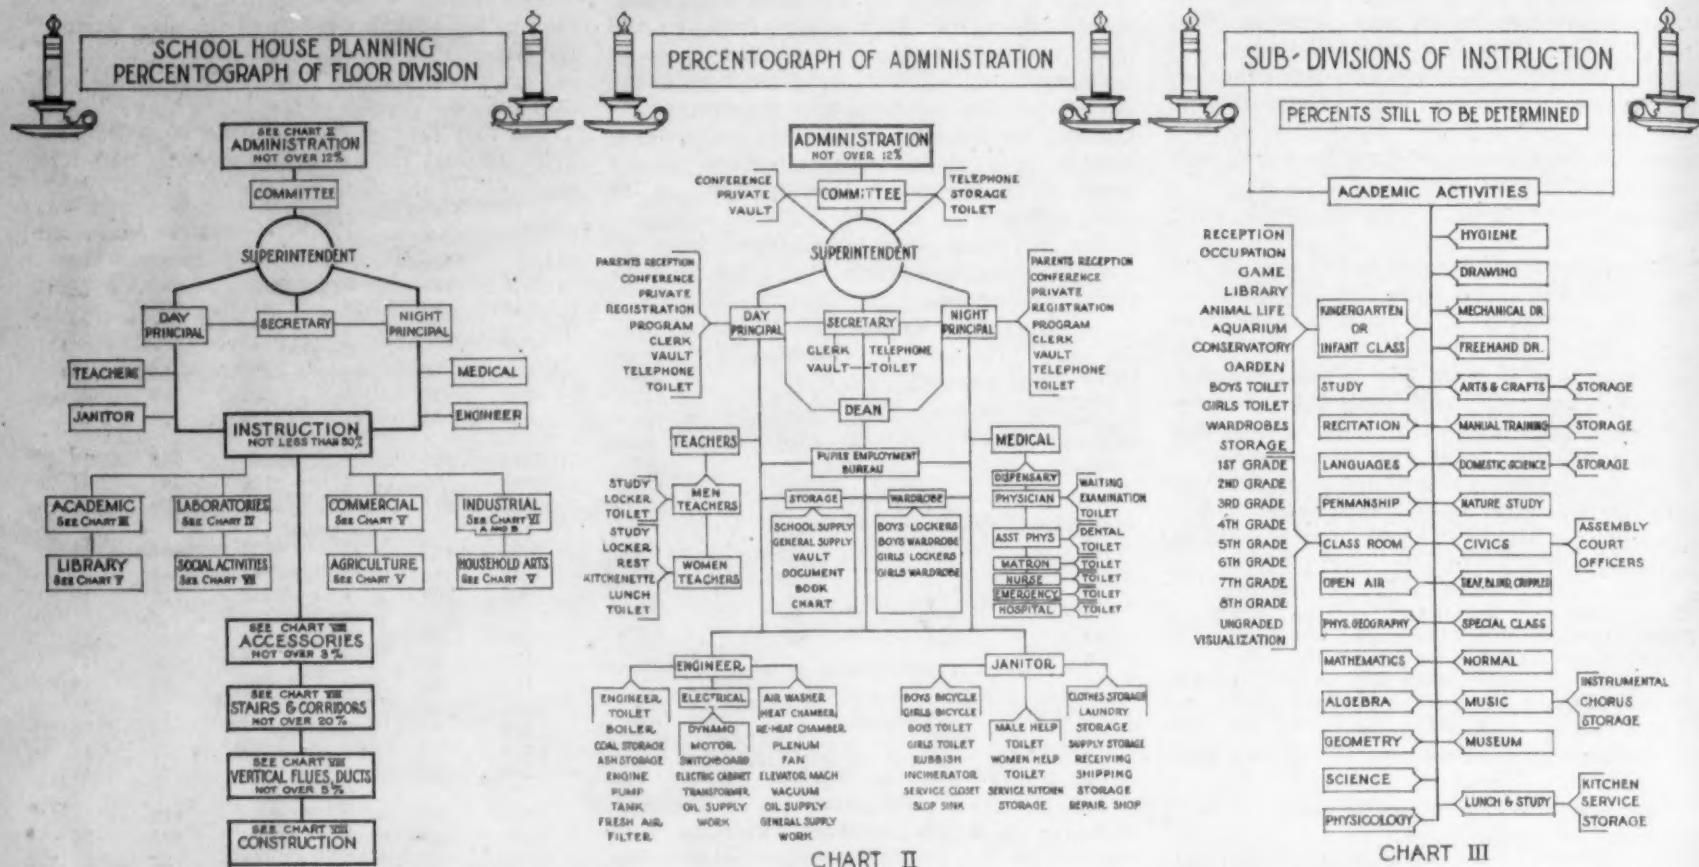 SCHOOL HOUSE PLANNING
PERCENTOGRAPH OF FLOOR DIVISION
SEE CHART II
ADMINISTRATION
NOT OVER 12%
COMMITTEE
SUPERINTENDENT
DAY
PRINCIPAL
SECRETARY
NIGHT
PRINCIPAL
TEACHERS
MEDICAL
JANITOR
ENGINEER
INSTRUCTION
NOT LESS THAN 50%
ACADEMIC
SEE CHART III
LABORATORIES
SEE CHART IV
COMMERCIAL
SEE CHART V
INDUSTRIAL
SEE CHART VI
A AND B
LIBRARY
SEE CHART V
SOCIAL ACTIVITIES
SEE CHART VII
AGRICULTURE
SEE CHART V
HOUSEHOLD ARTS
SEE CHART V
SEE CHART VIII
ACCESSORIES
NOT OVER 3%
SEE CHART VIII
STAIRS & CORRIDORS
NOT OVER 20%
SEE CHART VIII
VERTICAL FLUES, DUCTS
NOT OVER 5%
SEE CHART VIII
CONSTRUCTION
PERCENTOGRAPH OF ADMINISTRATION
ADMINISTRATION
NOT OVER 12%
CONFERENCE
PRIVATE
VAULT
COMMITTEE
TELEPHONE
STORAGE
TOILET
SUPERINTENDENT
PARENTS RECEPTION
CONFERENCE
PRIVATE
REGISTRATION
PROGRAM
CLERK
VAULT
TELEPHONE
TOILET
DAY
PRINCIPAL
SECRETARY
CLERK
VAULT
TELEPHONE
TOILET
NIGHT
PRINCIPAL
PARENTS RECEPTION
CONFERENCE
PRIVATE
REGISTRATION
PROGRAM
CLERK
VAULT
TELEPHONE
TOILET
DEAN
TEACHERS
PUPILS EMPLOYMENT
BUREAU
MEDICAL
STUDY
LOCKER
TOILET
MEN
TEACHERS
STUDY
LOCKER
REST
KITCHENETTE
LUNCH
TOILET
WOMEN
TEACHERS
STORAGE
SCHOOL SUPPLY
GENERAL SUPPLY
VAULT
DOCUMENT
BOOK
CHART
WARDROBE
BOYS LOCKERS
BOYS WARDROBE
GIRLS LOCKERS
GIRLS WARDROBE
DISPENSARY
PHYSICIAN
WAITING
EXAMINATION
TOILET
ASST PHYS
DENTAL
TOILET
MATRON
TOILET
NURSE
TOILET
EMERGENCY
TOILET
HOSPITAL
TOILET
ENGINEER
ENGINEER
TOILET
BOILER
COAL STORAGE
ASH STORAGE
ENGINE
PUMP
TANK
FRESH AIR
FILTER
ELECTRICAL
DYNAMO
MOTOR
SWITCHBOARD
ELECTRIC CABINET
TRANSFORMER
OIL SUPPLY
WORK
AIR WASHER
HEAT CHAMBER
RE-HEAT CHAMBER
PLENUM
FAN
ELEVATOR MACH
VACUUM
OIL SUPPLY
GENERAL SUPPLY
WORK
JANITOR
BOYS BICYCLE
GIRLS BICYCLE
BOYS TOILET
GIRLS TOILET
RUBBISH
INCINERATOR
SERVICE CLOSET
SLOP SINK
MALE HELP
TOILET
WOMEN HELP
TOILET
SERVICE KITCHEN
STORAGE
CLOTHES STORAGE
LAUNDRY
STORAGE
SUPPLY STORAGE
RECEIVING
SHIPPING
STORAGE
REPAIR SHOP
CHART II
SUB-DIVISIONS OF INSTRUCTION
PERCENTS STILL TO BE DETERMINED
ACADEMIC ACTIVITIES
RECEPTION
OCCUPATION
GAME
LIBRARY
ANIMAL LIFE
AQUARIUM
CONSERVATORY
GARDEN
BOYS TOILET
GIRLS TOILET
WARDROBES
STORAGE
1ST GRADE
2ND GRADE
3RD GRADE
4TH GRADE
5TH GRADE
6TH GRADE
7TH GRADE
8TH GRADE
UNGRADED
VISUALIZATION
KINDERGARTEN
OR
INFANT CLASS
STUDY
RECITATION
LANGUAGES
PENMANSHIP
CLASS ROOM
OPEN AIR
PHYS. GEOGRAPHY
MATHEMATICS
ALGEBRA
GEOMETRY
SCIENCE
PHYSICOLOGY
HYGIENE
DRAWING
MECHANICAL DR.
FREEHAND DR.
ARTS & CRAFTS
STORAGE
MANUAL TRAINING
STORAGE
DOMESTIC SCIENCE
STORAGE
NATURE STUDY
CIVICS
ASSEMBLY
COURT
OFFICERS
DEAF, BLIND, CRIPPLED
SPECIAL CLASS
NORMAL
MUSIC
INSTRUMENTAL
CHORUS
STORAGE
MUSEUM
LUNCH & STUDY
KITCHEN
SERVICE
STORAGE
CHART III